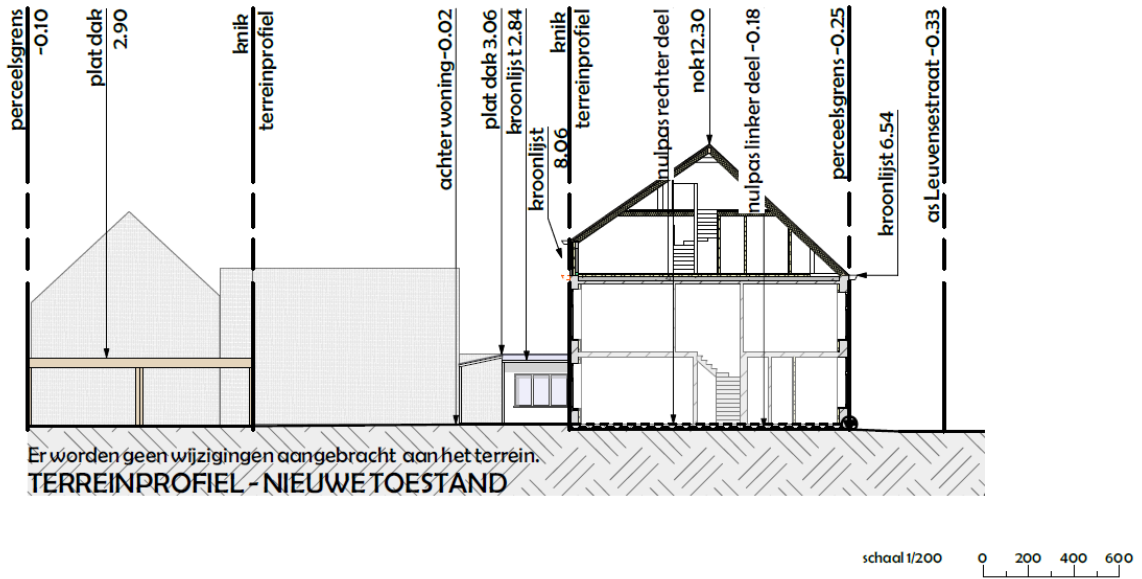 perceelsgrens
-0.10
plat dak
2.90
knik
terreinprofiel
achter woning-0.02
plat dak 3.06
kroonlijst 2.84
kroonlijst
8.06
knik
terreinprofiel
nulpas rechter deel
nok 12.30
nulpas linker deel -0.18
perceelsgrens -0.25
kroonlijst 6.54
as Leuvensestraat -0.33
Er worden geen wijzigingen aangebracht aan het terrein.
TERREINPROFIEL - NIEUWE TOESTAND
schaal 1/200
0 200 400 600